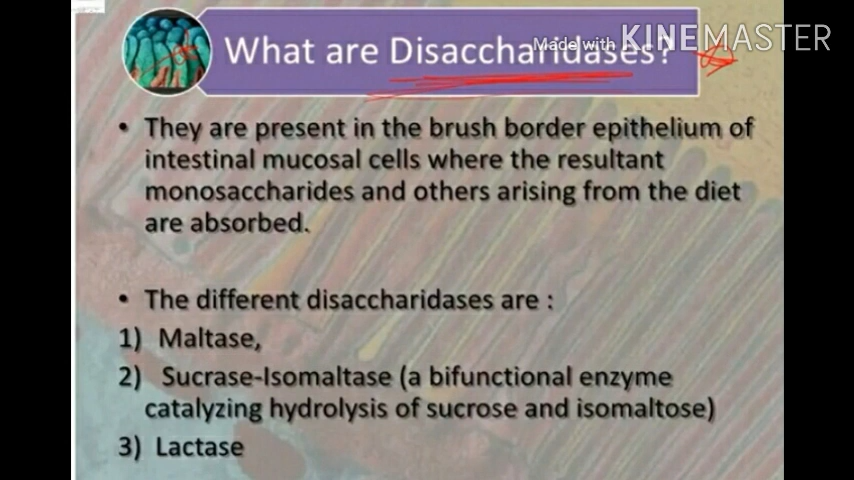 Made with KINEMASTER
What are Disaccharidases?
• They are present in the brush border epithelium of
intestinal mucosal cells where the resultant
monosaccharides and others arising from the diet
are absorbed.
• The different disaccharidases are :
1) Maltase,
2) Sucrase-Isomaltase (a bifunctional enzyme
catalyzing hydrolysis of sucrose and isomaltose)
3) Lactase